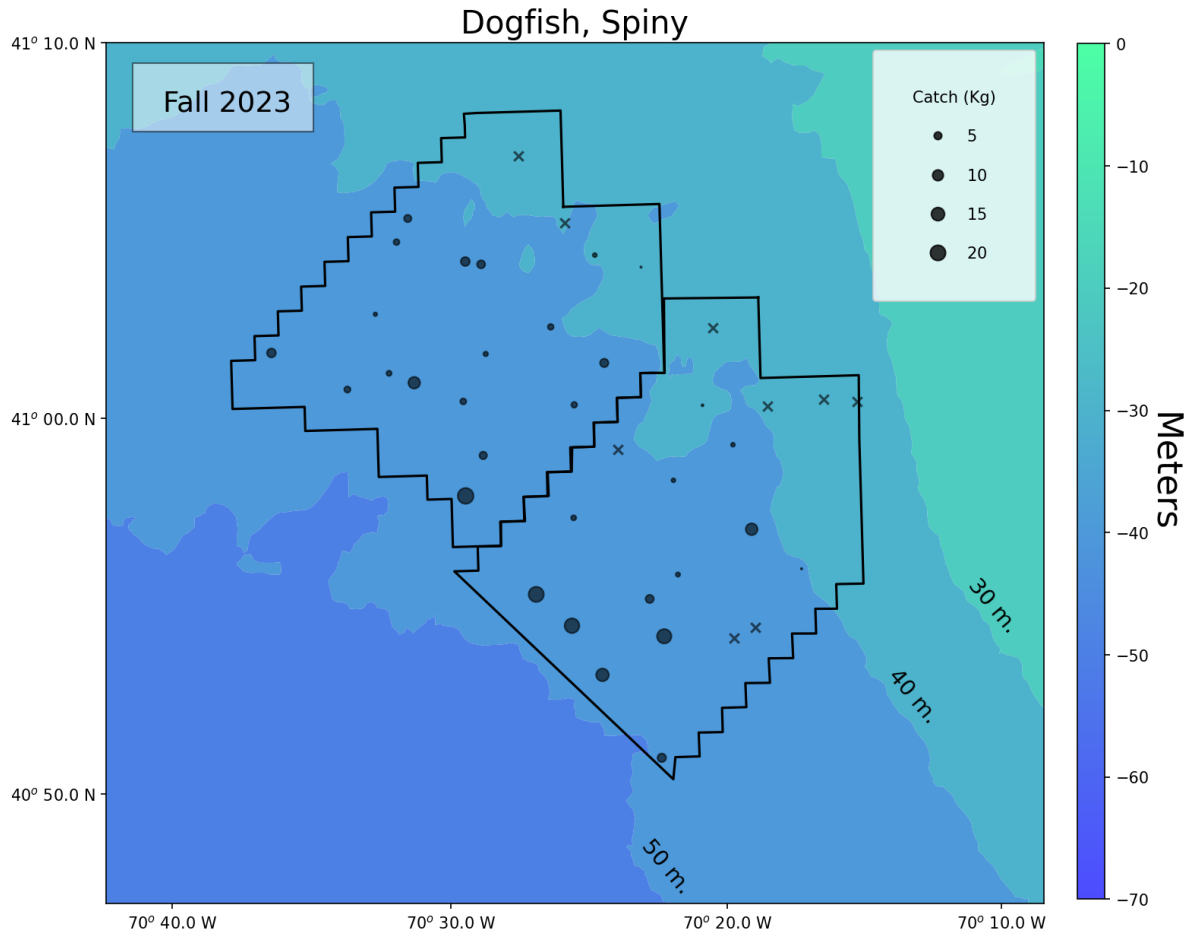 Dogfish, Spiny
41° 10.0 N
41° 00.0 N
40° 50.0 N
Fall 2023
Catch (Kg)
5
10
15
20
30 m.
40 m.
50 m.
70° 40.0 W
70° 30.0 W
70° 20.0 W
70° 10.0 W
0
−10
−20
−30
−40
−50
−60
−70
Meters